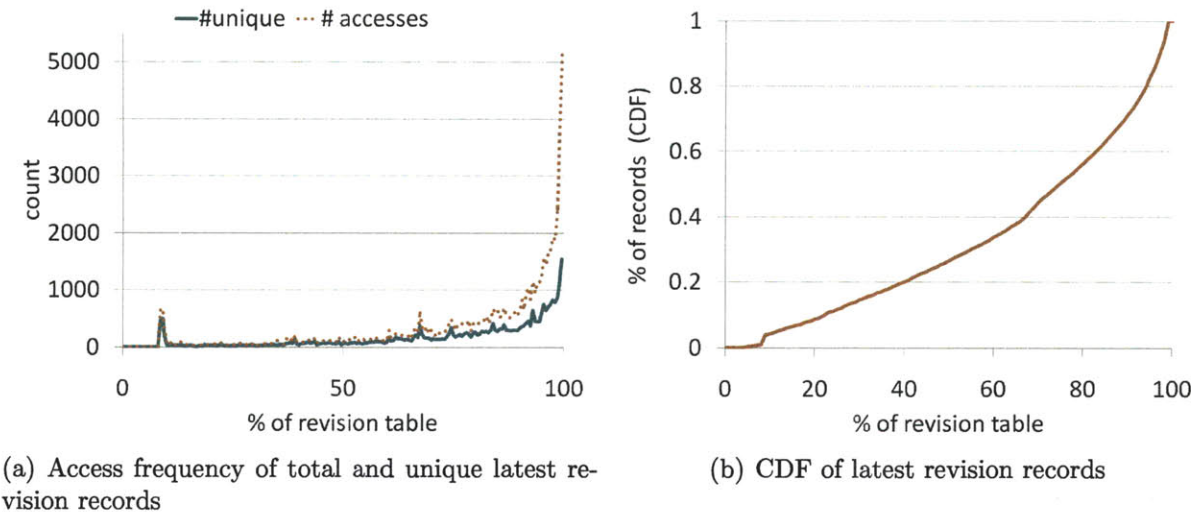 #unique # accesses
5000
4000
3000
2000
1000
0
count
0 50 100
% of revision table
(a) Access frequency of total and unique latest re-
vision records
1
0.8
0.6
0.4
0.2
0
% of records (CDF)
0 20 40 60 80 100
% of revision table
(b) CDF of latest revision records